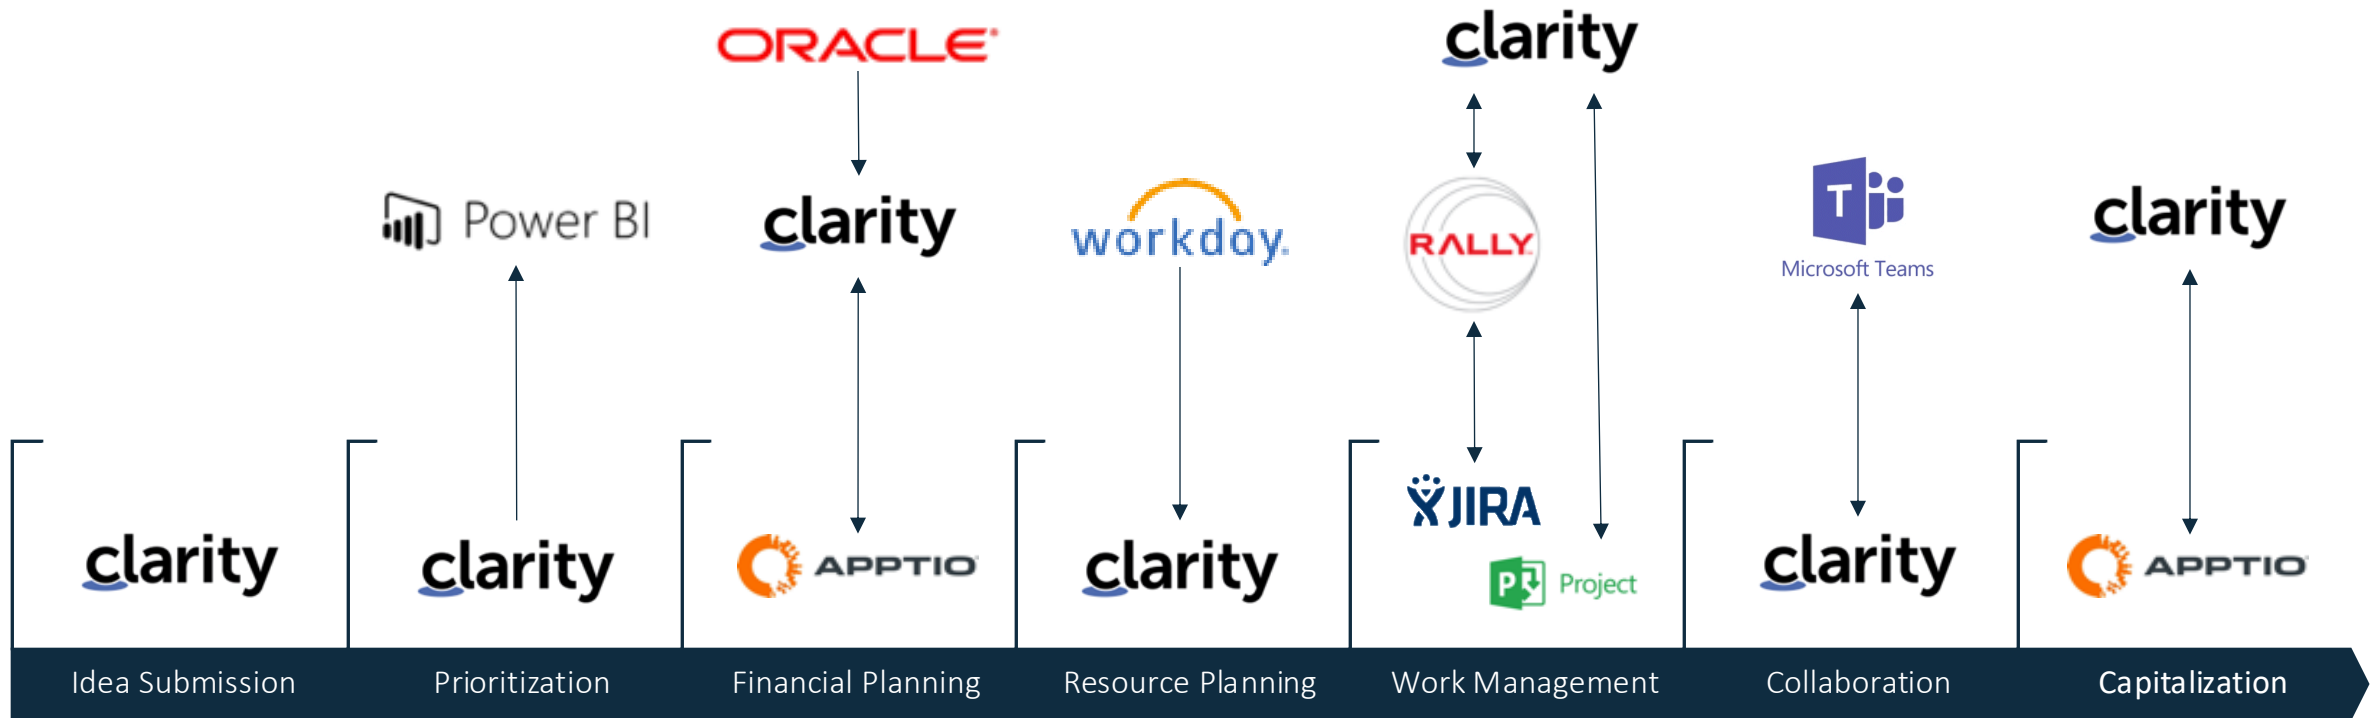 clarity
Idea Submission
Power BI
clarity
Prioritization
ORACLE®
clarity
APPTIO
Financial Planning
workday.
clarity
Resource Planning
clarity
RALLY
JIRA
P Project
Work Management
T
Microsoft Teams
clarity
Collaboration
clarity
APPTIO
Capitalization